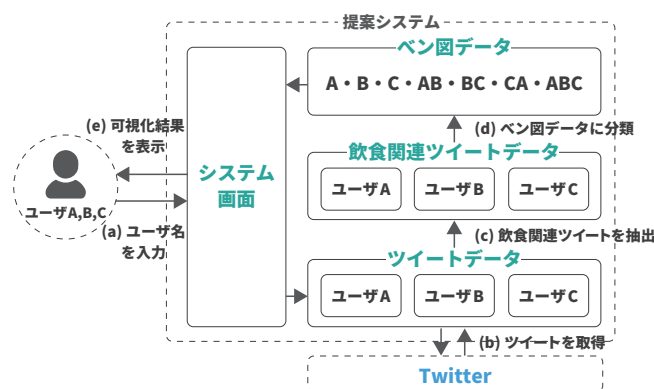 提案システム
ベン図データ
A・B・C・AB・BC・CA・ABC
(e) 可視化結果
を表示
(d) ベン図データに分類
飲食関連ツイートデータ
ユーザA
ユーザB
ユーザC
システム
画面
ユーザA,B,C
(a) ユーザ名
を入力
(c) 飲食関連ツイートを抽出
ツイートデータ
ユーザA
ユーザB
ユーザC
(b) ツイートを取得
Twitter